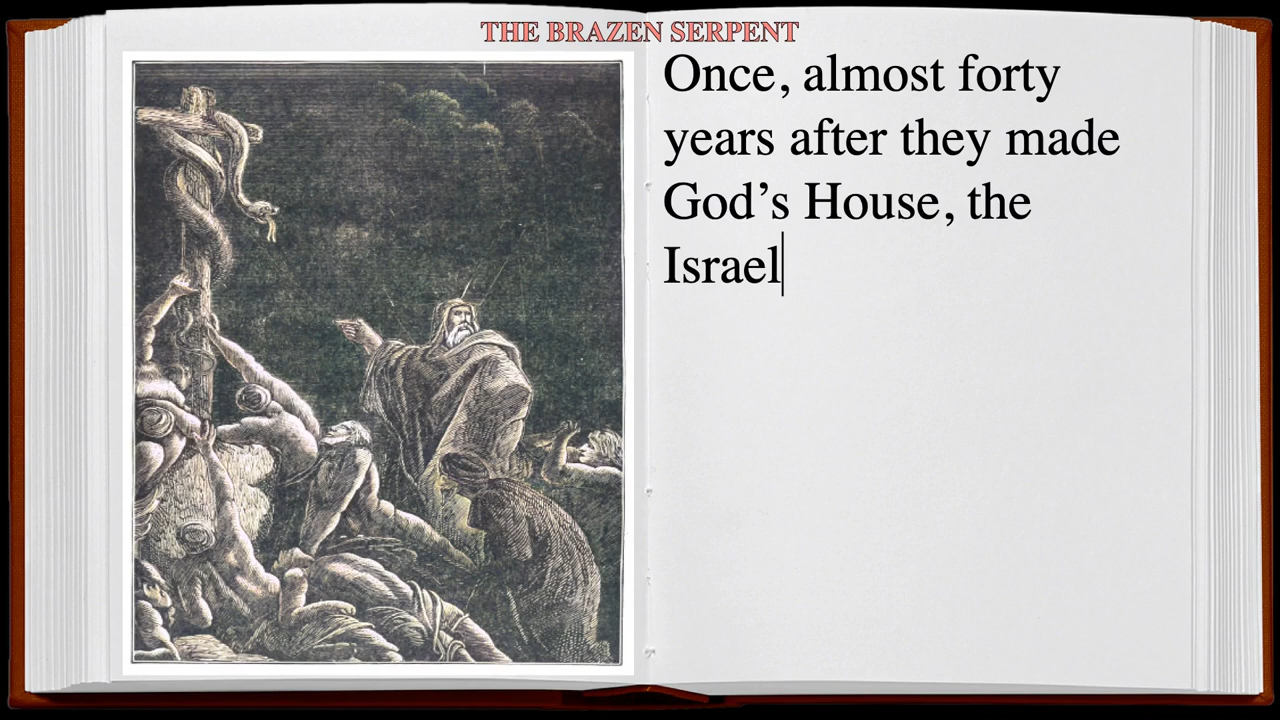 THE BRAZEN SERPENT
Once, almost forty
years after they made
God’s House, the
Israel